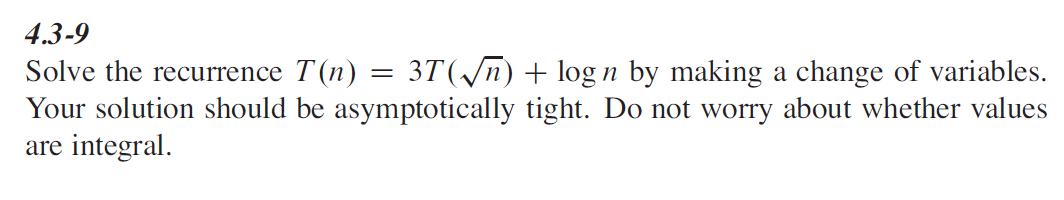 4.3-9
Solve the recurrence T(n) = 3T(√n) + log n by making a change of variables.
Your solution should be asymptotically tight. Do not worry about whether values
are integral.